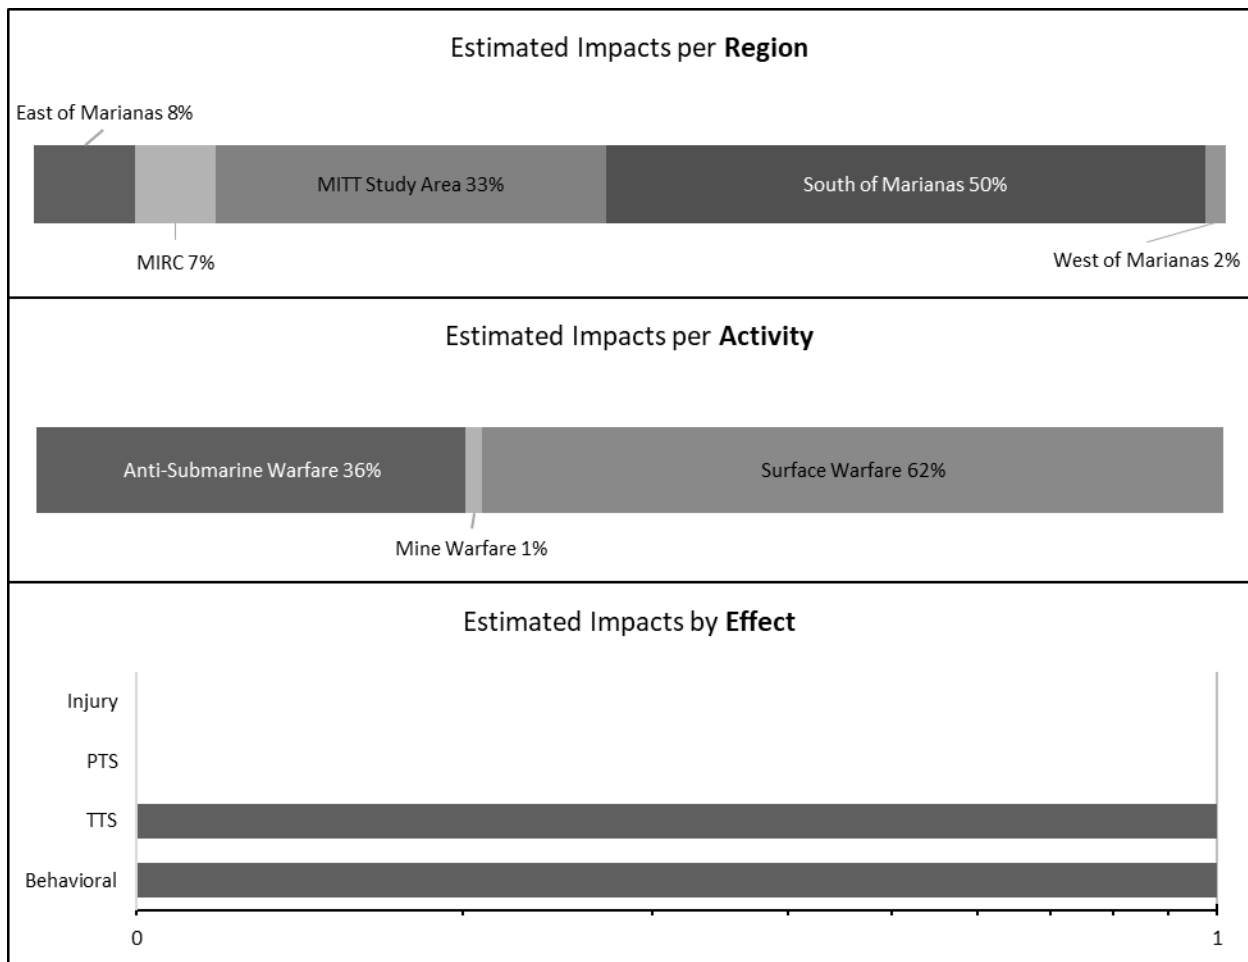 Estimated Impacts per Region
East of Marianas 8%
MITT Study Area 33%
South of Marianas 50%
MIRC 7%
West of Marianas 2%
Estimated Impacts per Activity
Anti-Submarine Warfare 36%
Surface Warfare 62%
Mine Warfare 1%
Estimated Impacts by Effect
Injury
PTS
TTS
Behavioral
0
1